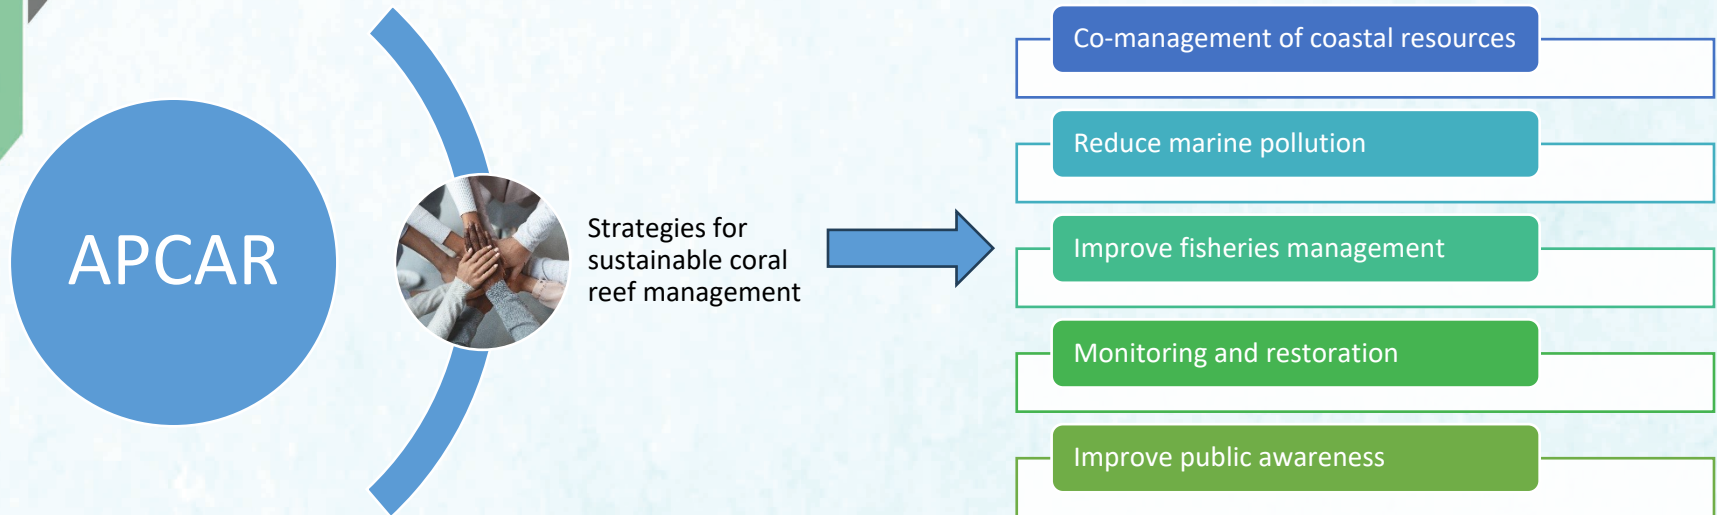 APCAR
Strategies for
sustainable coral
reef management
Co-management of coastal resources
Reduce marine pollution
Improve fisheries management
Monitoring and restoration
Improve public awareness